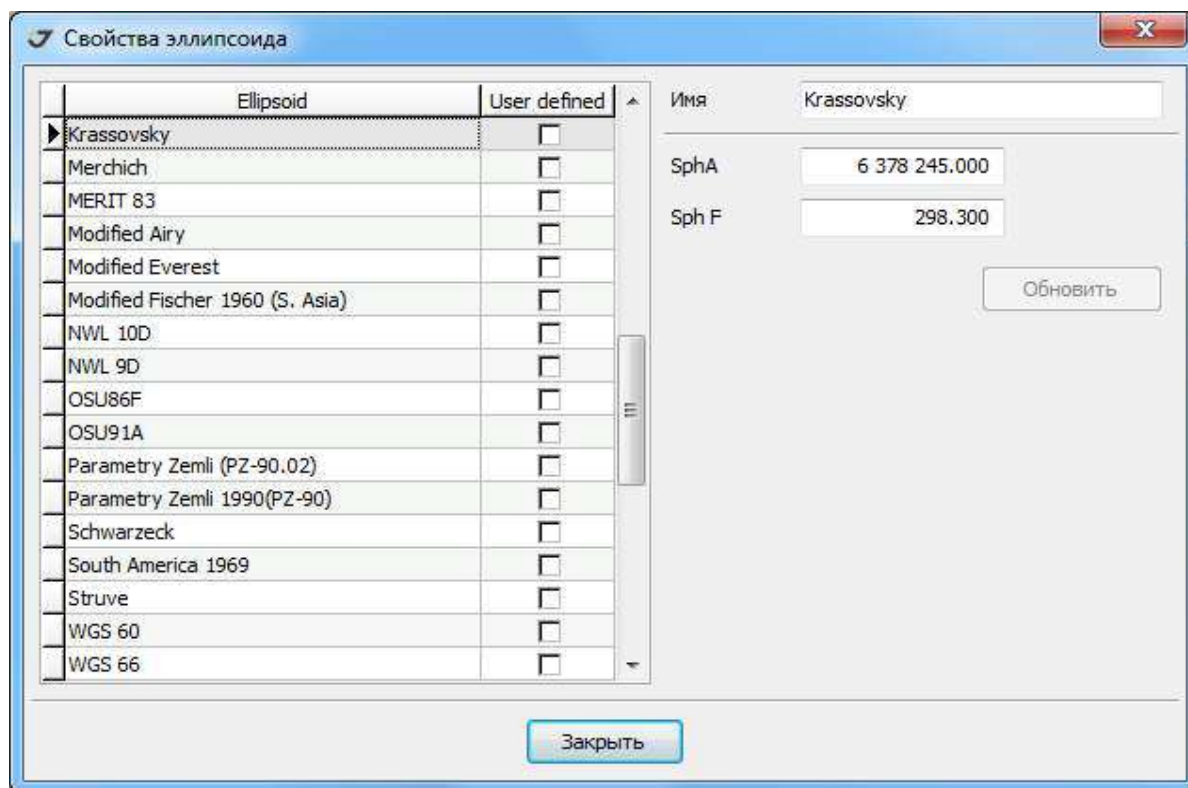 Свойства эллипсоида
Ellipsoid User defined
Krassovsky
Merchich
MERIT 83
Modified Airy
Modified Everest
Modified Fischer 1960 (S. Asia)
NWL 10D
NWL 9D
OSU86F
OSU91A
Parametry Zemli (PZ-90.02)
Parametry Zemli 1990(PZ-90)
Schwarzeck
South America 1969
Struve
WGS 60
WGS 66
Имя Krassovsky
SphA 6 378 245.000
Sph F 298.300
Обновить
Закрыть